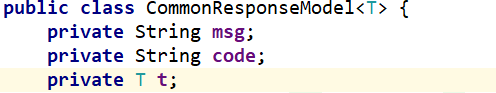 public class CommonResponseModel<T> {
    private String msg;
    private String code;
    private T t;